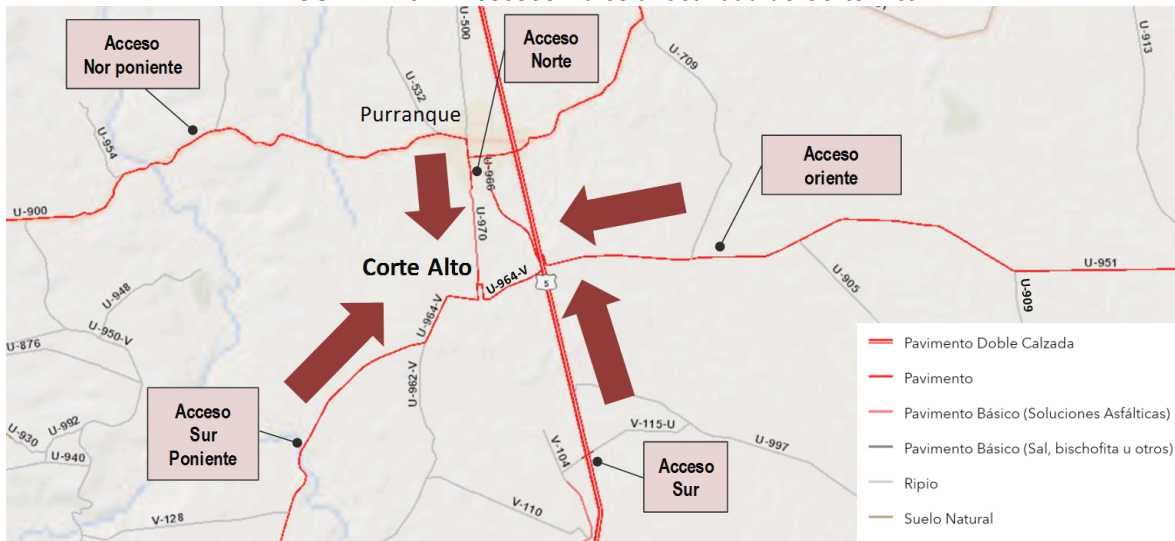 U-500
Acceso
Norte
U-913
Acceso
Nor poniente
U-709
U-532
Purranque
U-954
U-966
Acceso
oriente
U-900
U-970
Corte Alto
U-964-V
5
U-951
U-948
U-905
U-909
U-950-V
U-876
U-964-V
U-962-V
Acceso
Sur
Poniente
U-992
U-930
U-940
V-115-U
V-104
U-997
Acceso
Sur
V-110
V-128
Pavimento Doble Calzada
Pavimento
Pavimento Básico (Soluciones Asfálticas)
Pavimento Básico (Sal, bischofita u otros)
Ripio
Suelo Natural